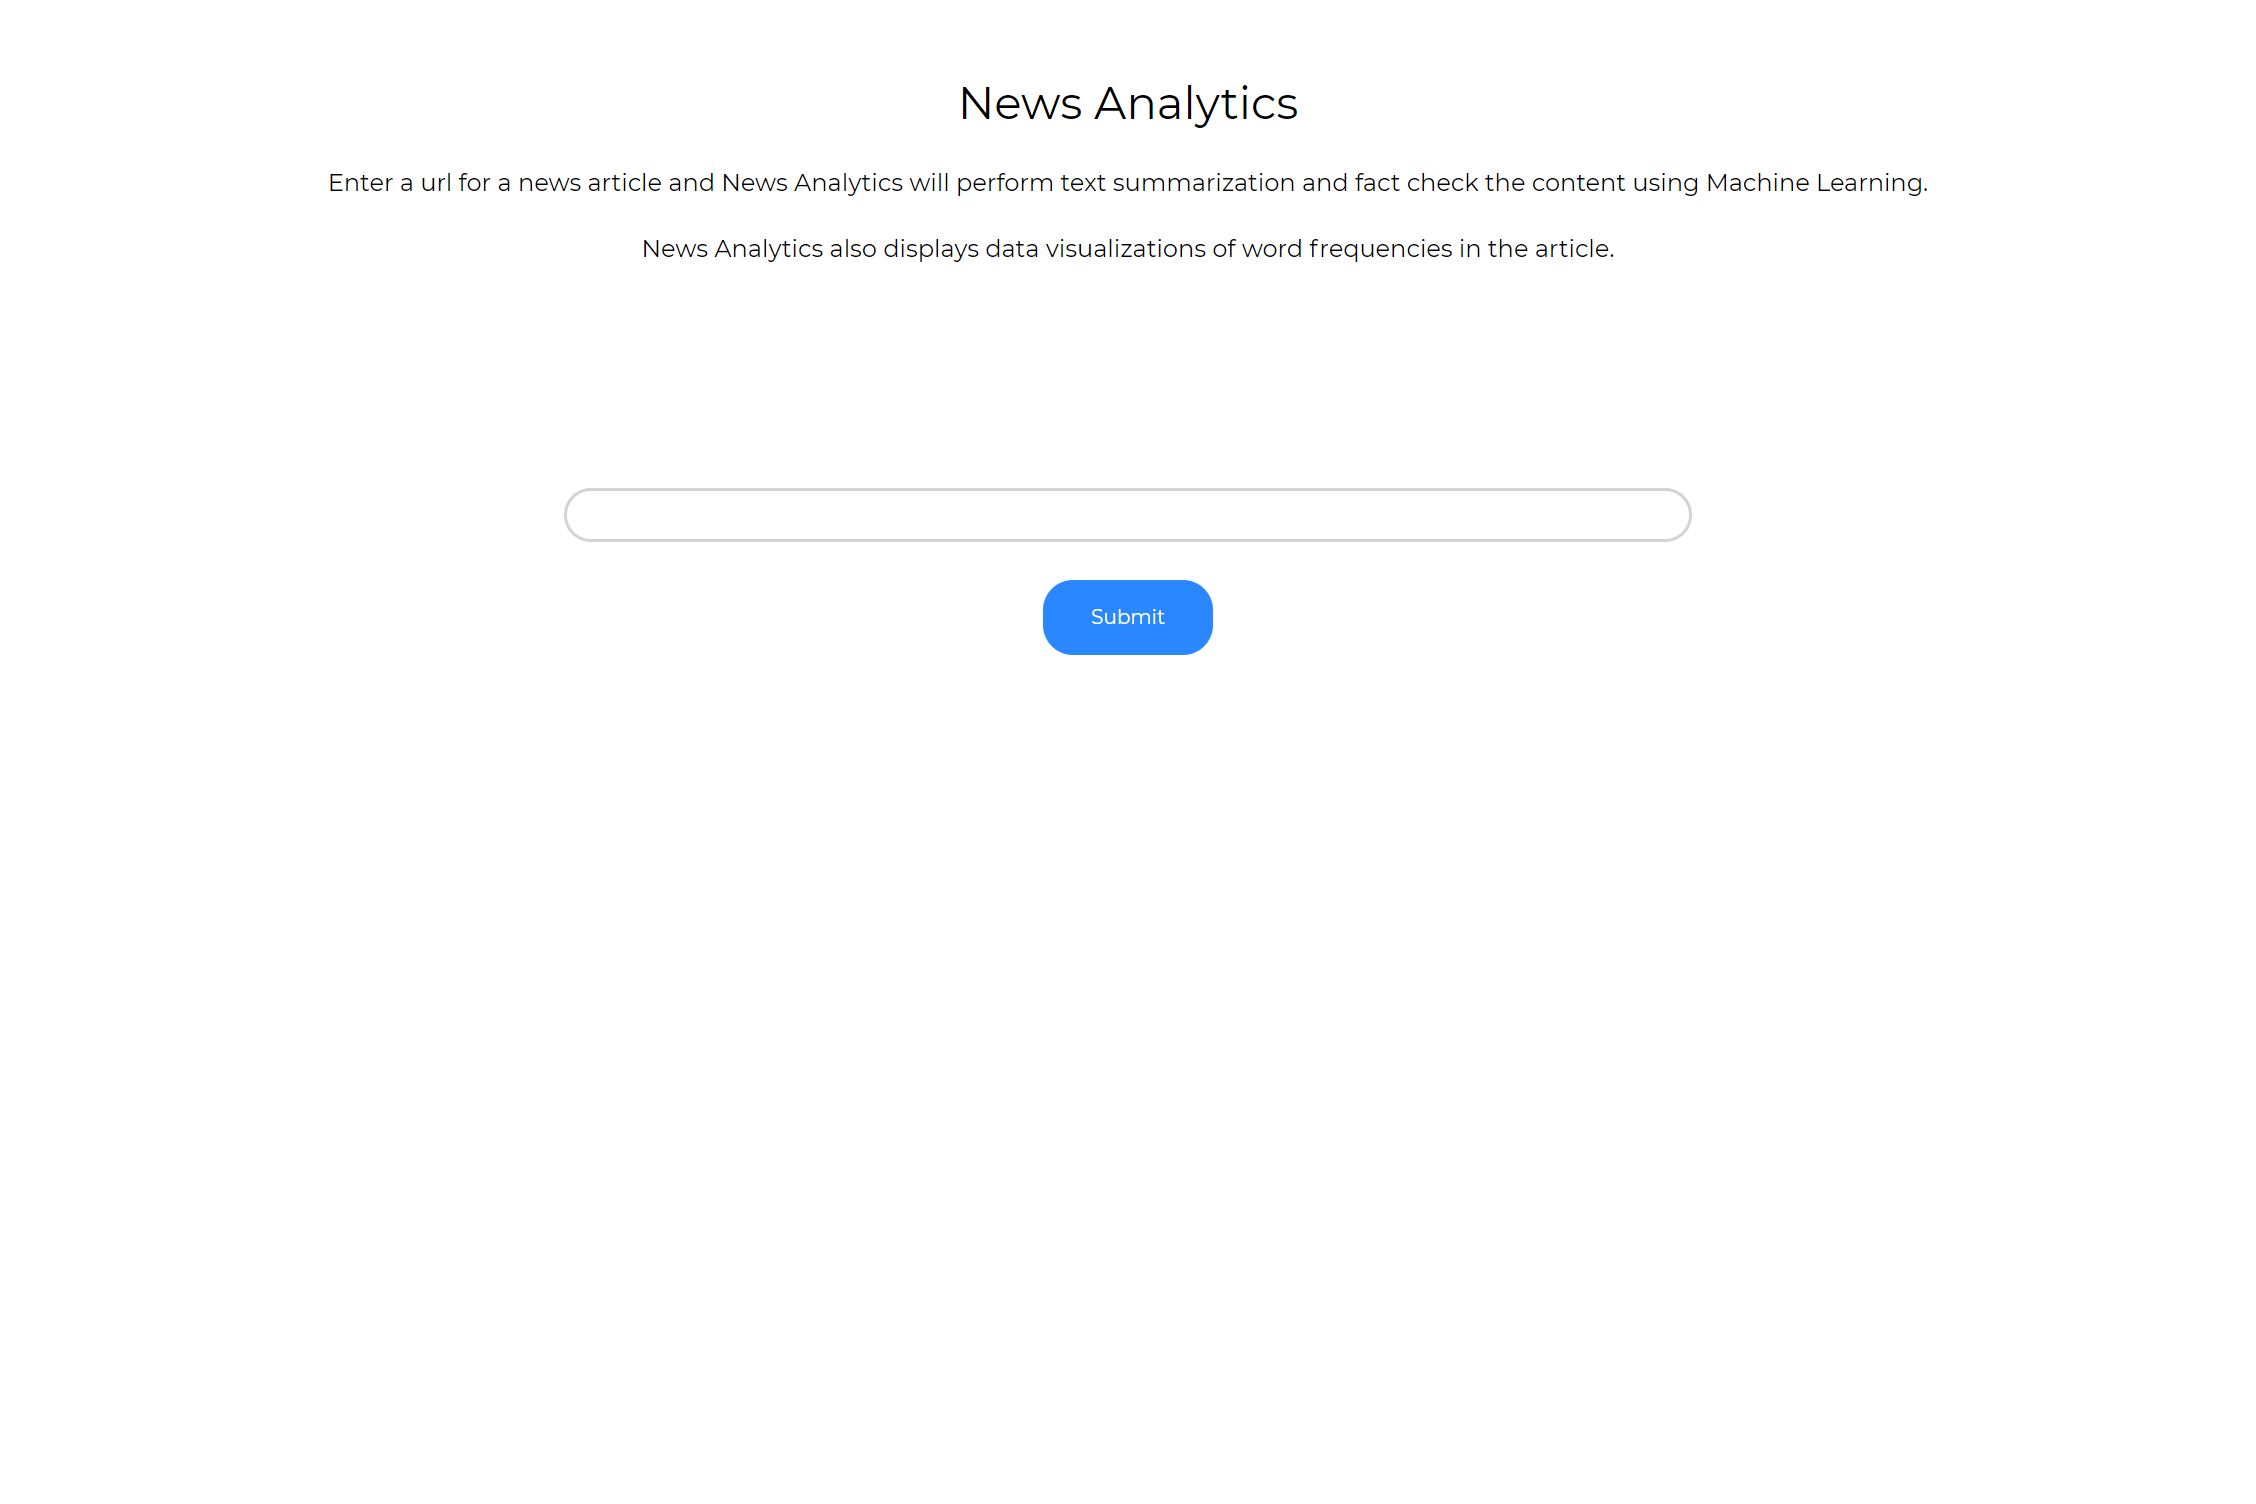 News Analytics
Enter a url for a news article and News Analytics will perform text summarization and fact check the content using Machine Learning.
News Analytics also displays data visualizations of word frequencies in the article.
Submit